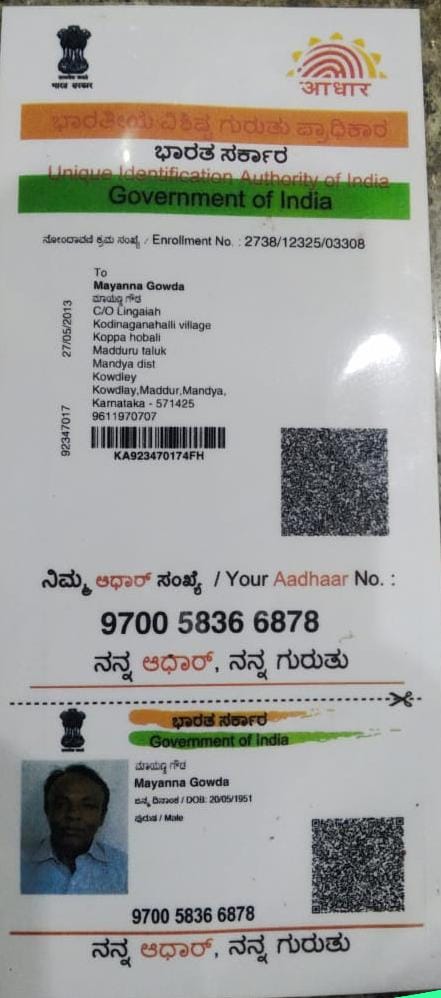 भारत सरकार
आधार
ಭಾರತೀಯ ವಿಶಿಷ್ಟ ಗುರುತು ಪ್ರಾಧಿಕಾರ
ಭಾರತ ಸರ್ಕಾರ
Unique Identification Authority of India
Government of India
ನೋಂದಾವಣೆ ಕ್ರಮ ಸಂಖ್ಯೆ / Enrollment No. : 2738/12325/03308
To
Mayanna Gowda
ಮಾಯಣ್ಣ ಗೌಡ
C/O Lingaiah
Kodinaganahalli village
Koppa hobali
Madduru taluk
Mandya dist
Kowdley
Kowdlay,Maddur,Mandya,
Karnataka - 571425
9611970707
27/05/2013
92347017
KA923470174FH
ನಿಮ್ಮ ಆಧಾರ್ ಸಂಖ್ಯೆ / Your Aadhaar No. :
9700 5836 6878
ನನ್ನ ಆಧಾರ್, ನನ್ನ ಗುರುತು
ಭಾರತ ಸರ್ಕಾರ
Government of India
ಮಾಯಣ್ಣ ಗೌಡ
Mayanna Gowda
ಜನ್ಮ ದಿನಾಂಕ / DOB: 20/05/1951
ಪುರುಷ / Male
9700 5836 6878
ನನ್ನ ಆಧಾರ್, ನನ್ನ ಗುರುತು